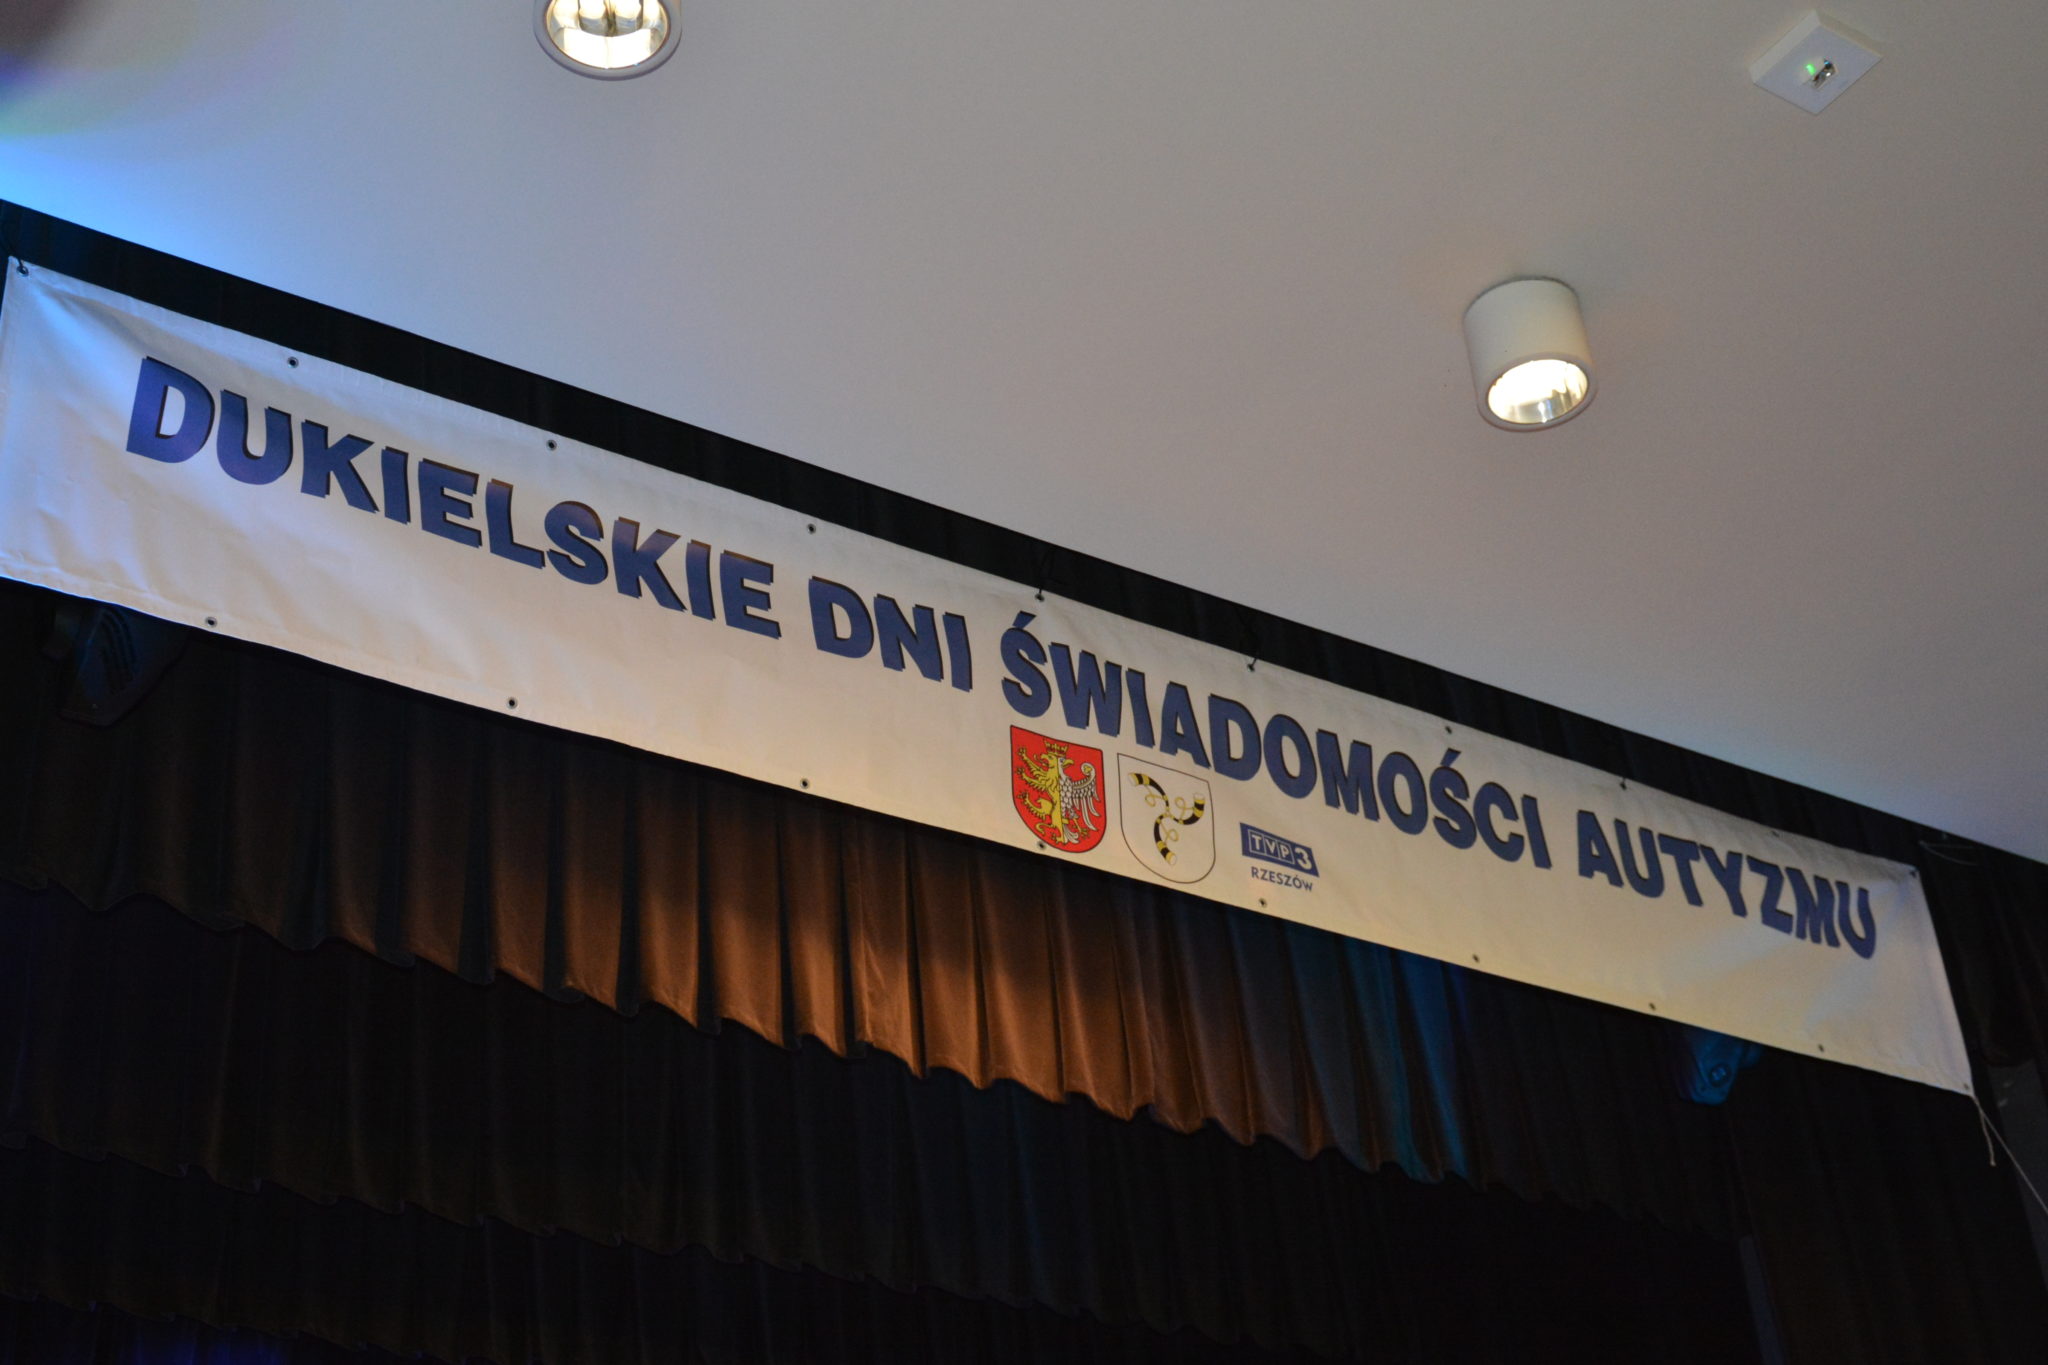 DUKIELSKIE DNI ŚWIADOMOŚCI AUTYZMU
TVP3
RZESZÓW